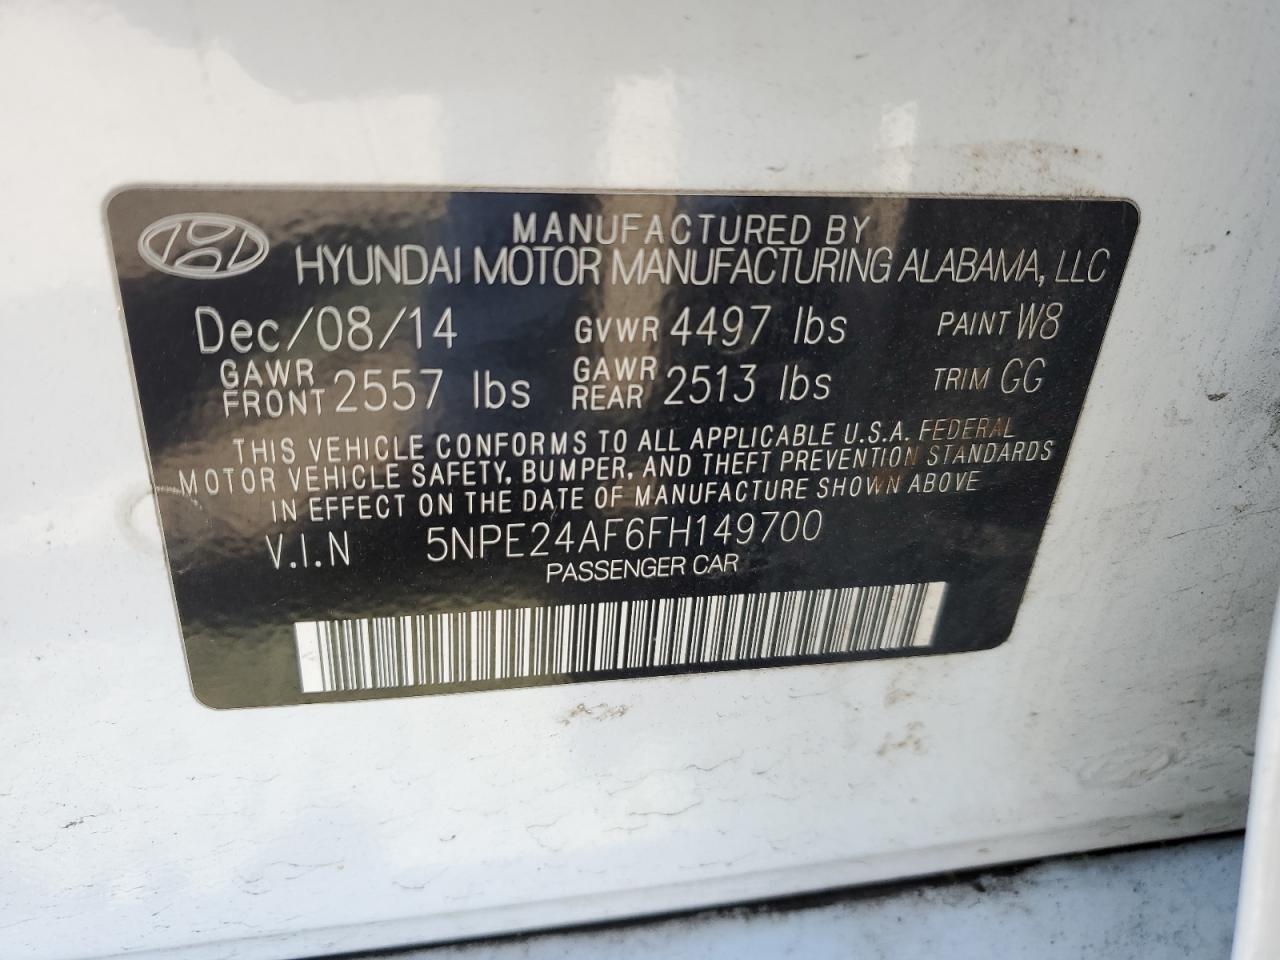 MANUFACTURED BY
HYUNDAI MOTOR MANUFACTURING ALABAMA, LLC
Dec/08/14 GVWR 4497 lbs PAINT W8
GAWR FRONT 2557 lbs GAWR REAR 2513 lbs TRIM GG
THIS VEHICLE CONFORMS TO ALL APPLICABLE U.S.A. FEDERAL
MOTOR VEHICLE SAFETY, BUMPER, AND THEFT PREVENTION STANDARDS
IN EFFECT ON THE DATE OF MANUFACTURE SHOWN ABOVE
V.I.N 5NPE24AF6FH149700
PASSENGER CAR